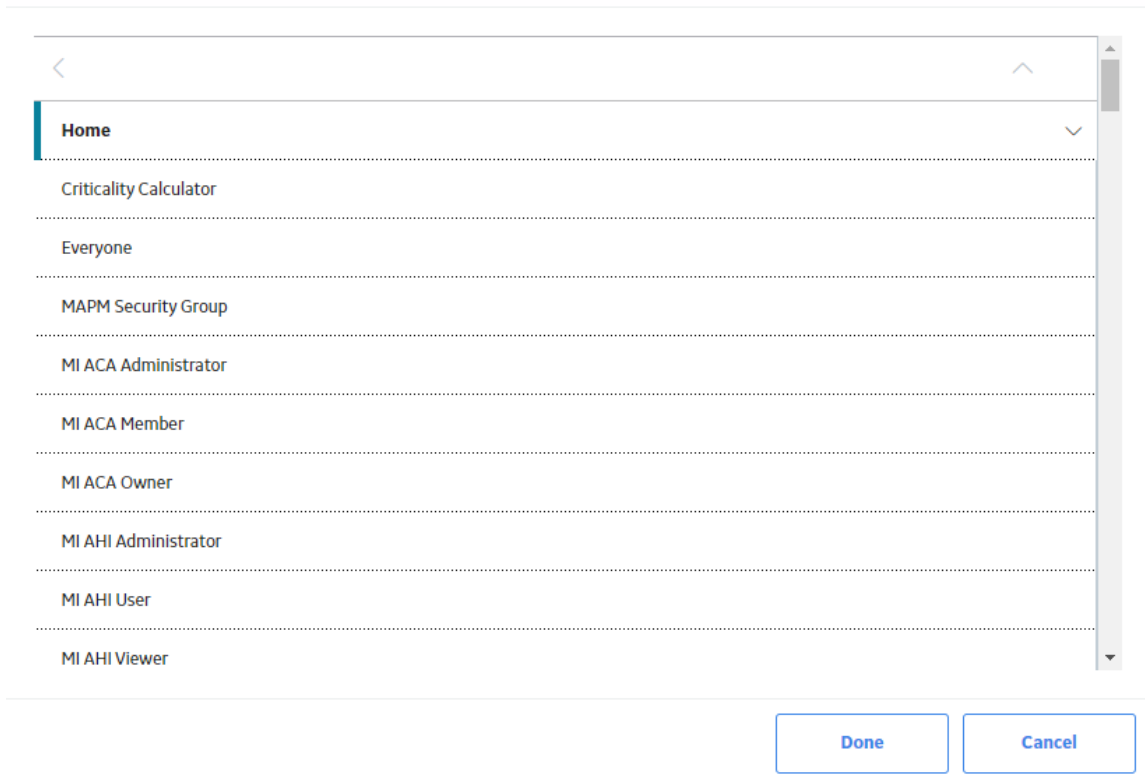 Home
Criticality Calculator
Everyone
MAPM Security Group
MI ACA Administrator
MI ACA Member
MI ACA Owner
MI AHI Administrator
MI AHI User
MI AHI Viewer
Done Cancel